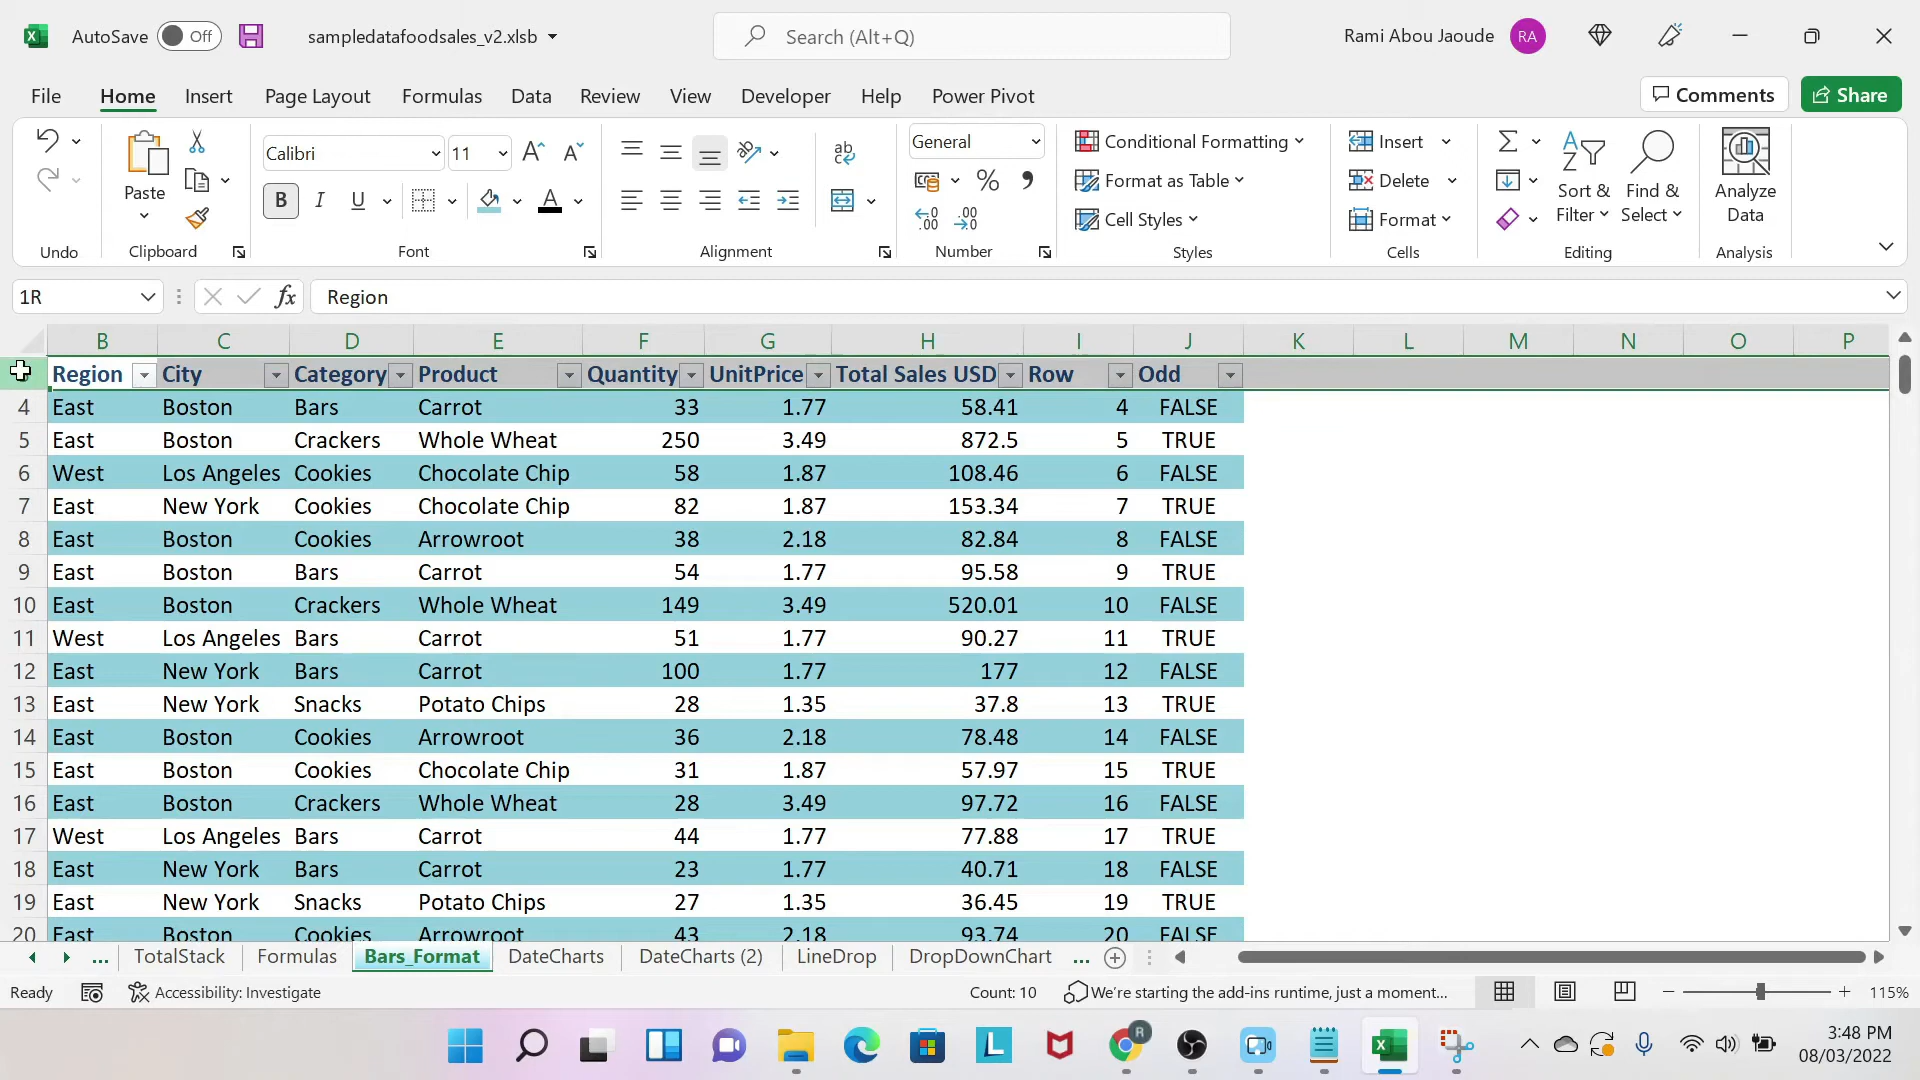 AutoSave Off sampledatafoodsales_v2.xlsb Search (Alt+Q) Rami Abou Jaoude RA
File Home Insert Page Layout Formulas Data Review View Developer Help Power Pivot Comments Share
Calibri 11 General Conditional Formatting Insert
Paste Format as Table Delete Sort & Find & Analyze
Cell Styles Format Filter Select Data
Undo Clipboard Font Alignment Number Styles Cells Editing Analysis
1R Region
B C D E F G H I J K L M N O P
Region City Category Product Quantity UnitPrice Total Sales USD Row Odd
4 East Boston Bars Carrot 33 1.77 58.41 4 FALSE
5 East Boston Crackers Whole Wheat 250 3.49 872.5 5 TRUE
6 West Los Angeles Cookies Chocolate Chip 58 1.87 108.46 6 FALSE
7 East New York Cookies Chocolate Chip 82 1.87 153.34 7 TRUE
8 East Boston Cookies Arrowroot 38 2.18 82.84 8 FALSE
9 East Boston Bars Carrot 54 1.77 95.58 9 TRUE
10 East Boston Crackers Whole Wheat 149 3.49 520.01 10 FALSE
11 West Los Angeles Bars Carrot 51 1.77 90.27 11 TRUE
12 East New York Bars Carrot 100 1.77 177 12 FALSE
13 East New York Snacks Potato Chips 28 1.35 37.8 13 TRUE
14 East Boston Cookies Arrowroot 36 2.18 78.48 14 FALSE
15 East Boston Cookies Chocolate Chip 31 1.87 57.97 15 TRUE
16 East Boston Crackers Whole Wheat 28 3.49 97.72 16 FALSE
17 West Los Angeles Bars Carrot 44 1.77 77.88 17 TRUE
18 East New York Bars Carrot 23 1.77 40.71 18 FALSE
19 East New York Snacks Potato Chips 27 1.35 36.45 19 TRUE
20 East Boston Cookies Arrowroot 43 2.18 93.74 20 FALSE
... TotalStack Formulas Bars_Format DateCharts DateCharts (2) LineDrop DropDownChart ...
Ready Accessibility: Investigate Count: 10 We're starting the add-ins runtime, just a moment... 115%
3:48 PM
08/03/2022